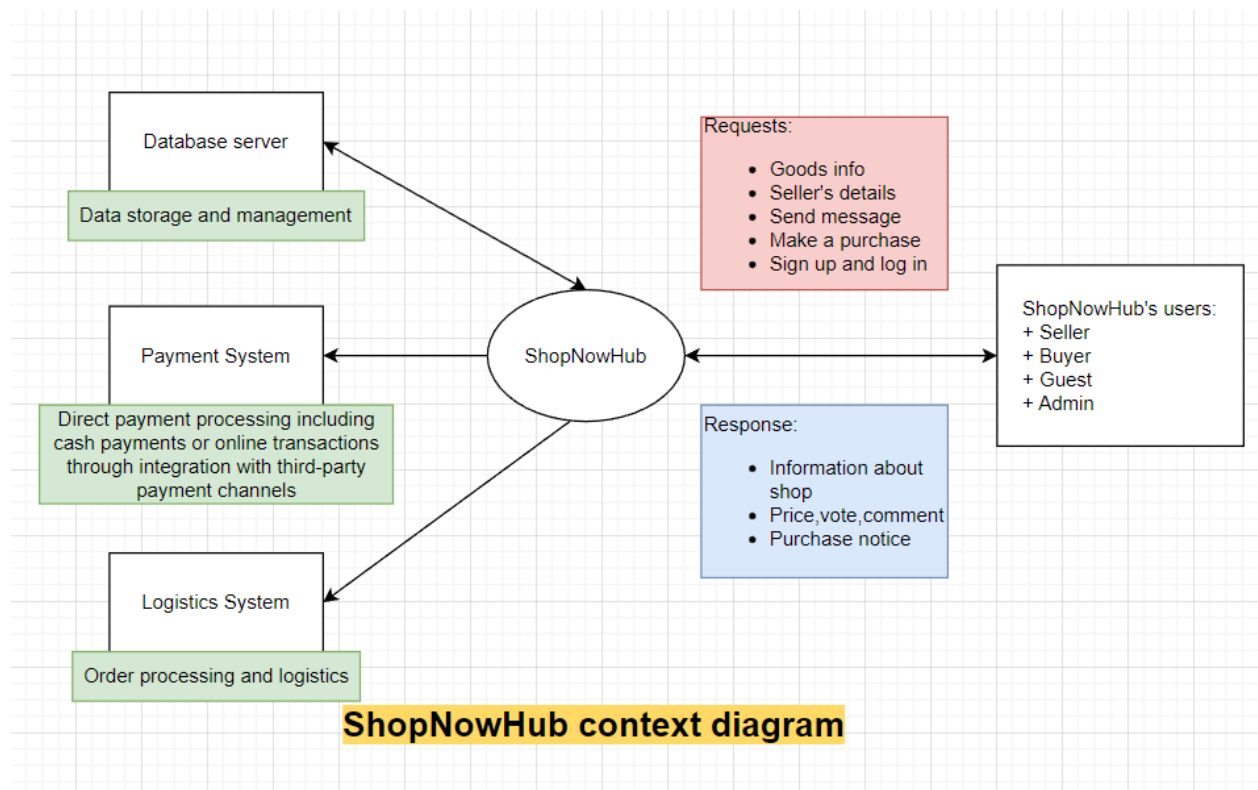 Database server
Data storage and management
Payment System
Direct payment processing including
cash payments or online transactions
through integration with third-party
payment channels
Logistics System
Order processing and logistics
ShopNowHub
Requests:
• Goods info
• Seller's details
• Send message
• Make a purchase
• Sign up and log in
Response:
• Information about
shop
• Price,vote,comment
• Purchase notice
ShopNowHub's users:
+ Seller
+ Buyer
+ Guest
+ Admin
ShopNowHub context diagram